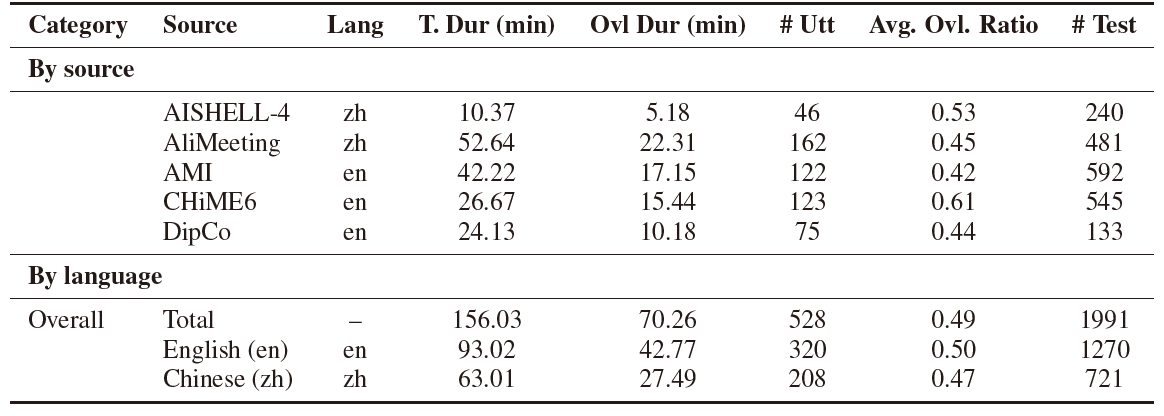 Category Source Lang T. Dur (min) Ovl Dur (min) # Utt Avg. Ovl. Ratio # Test
By source
AISHELL-4 zh 10.37 5.18 46 0.53 240
AliMeeting zh 52.64 22.31 162 0.45 481
AMI en 42.22 17.15 122 0.42 592
CHiME6 en 26.67 15.44 123 0.61 545
DipCo en 24.13 10.18 75 0.44 133
By language
Overall Total – 156.03 70.26 528 0.49 1991
English (en) en 93.02 42.77 320 0.50 1270
Chinese (zh) zh 63.01 27.49 208 0.47 721